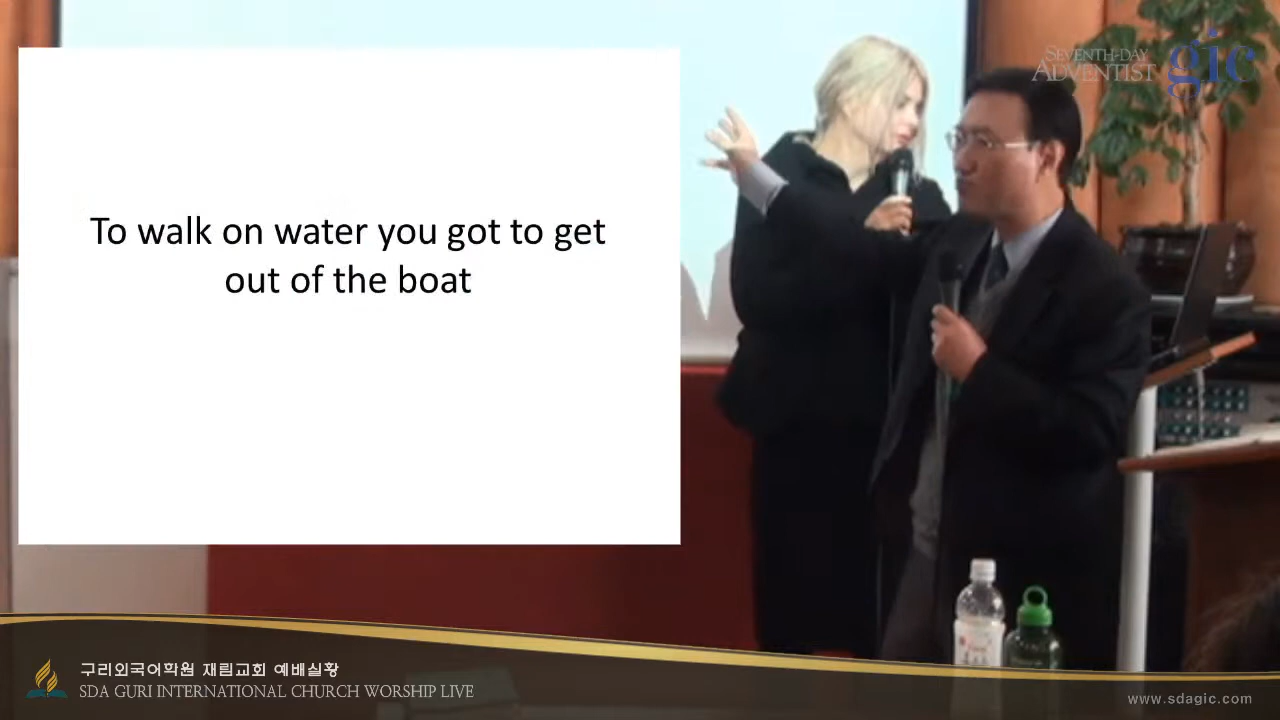 SEVENTH-DAY
ADVENTIST
gic
To walk on water you got to get
out of the boat
구리외국어학원 재림교회 예배실황
SDA GURI INTERNATIONAL CHURCH WORSHIP LIVE
www.sdagic.com